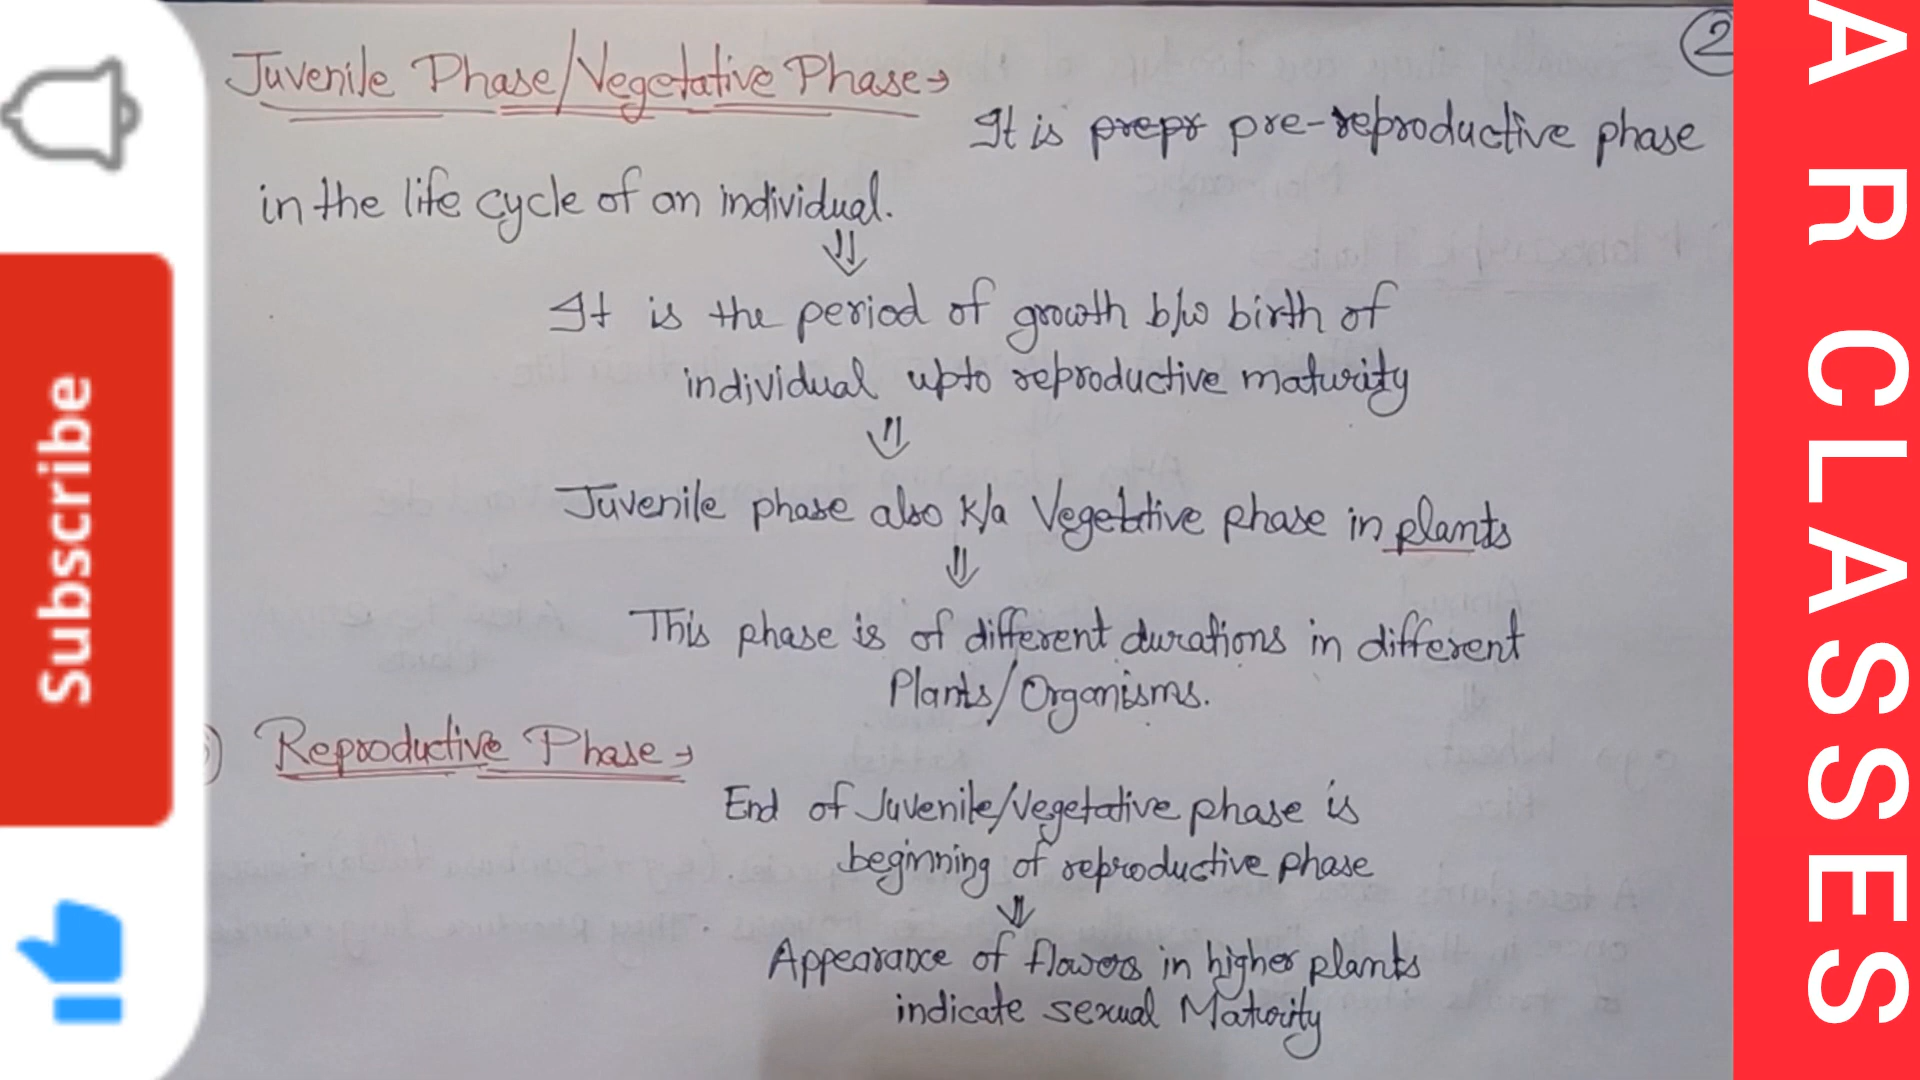 2
Juvenile Phase/Vegetative Phase→
It is prepr pre-reproductive phase
in the life cycle of an individual.
⇓
It is the period of growth b/w birth of
individual upto reproductive maturity
⇓
Juvenile phase also k/a Vegetative phase in plants
⇓
This phase is of different durations in different
Plants/Organisms.
Reproductive Phase→
End of Juvenile/Vegetative phase is
beginning of reproductive phase
⇓
Appearance of flowers in higher plants
indicate sexual Maturity
Subscribe
A R CLASSES